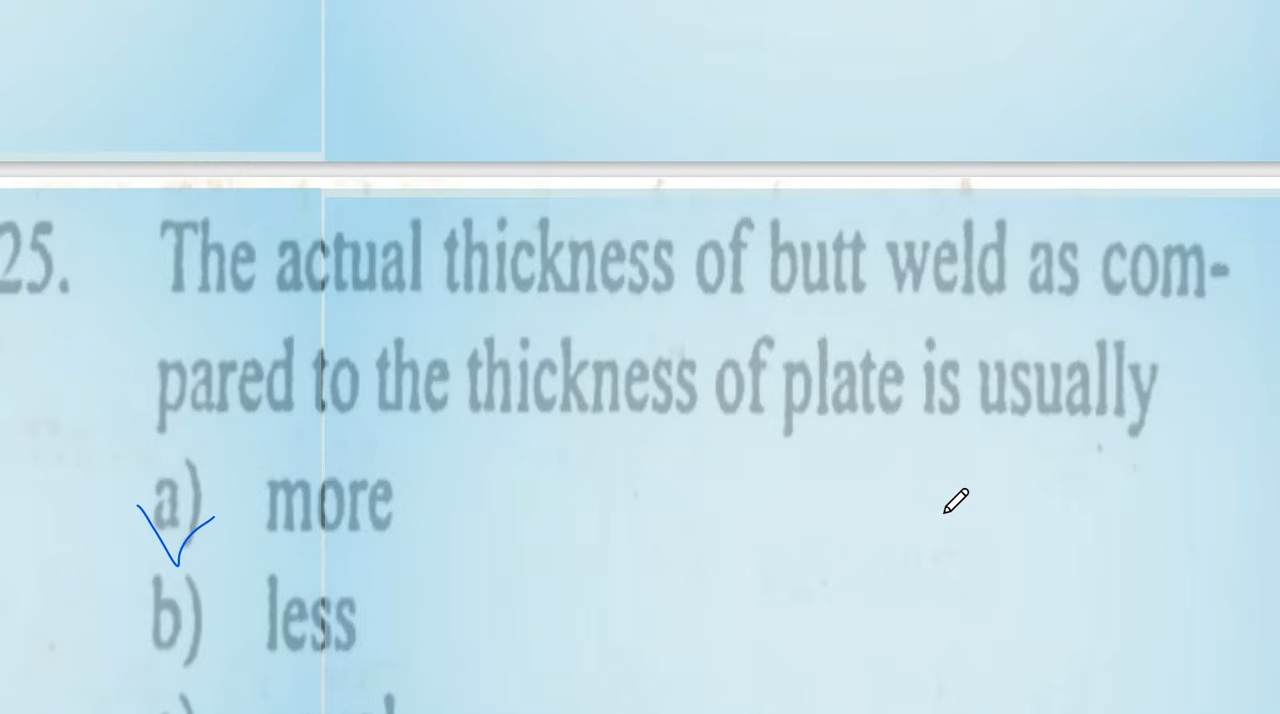 25. The actual thickness of butt weld as com-
pared to the thickness of plate is usually
a) more
b) less